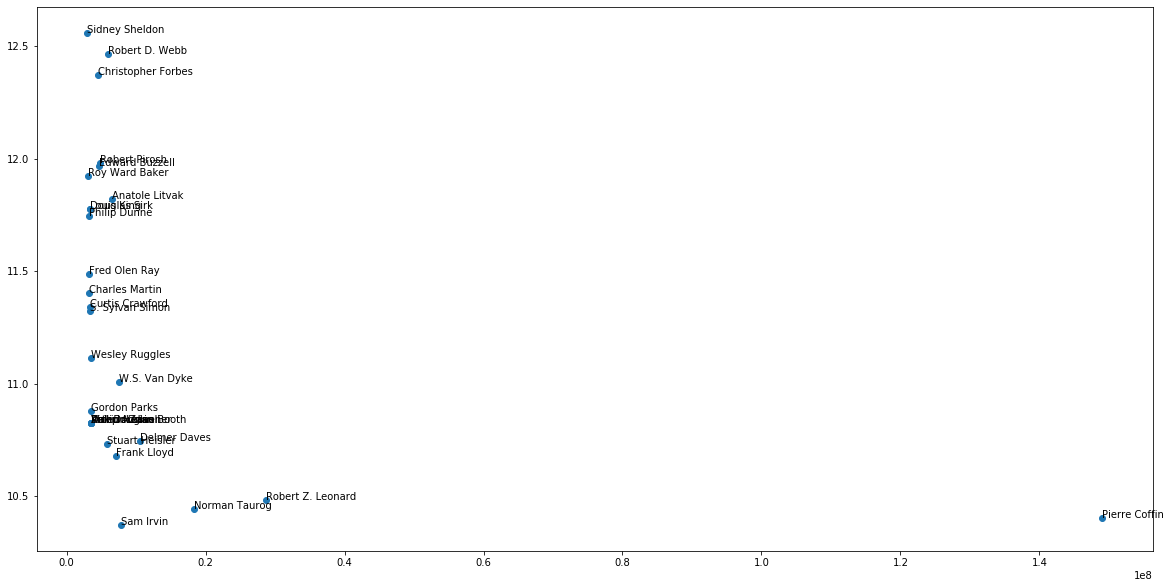 12.5
12.0
11.5
11.0
10.5
Sidney Sheldon
Robert D. Webb
Christopher Forbes
Robert Pirosh
Edward Buzzell
Roy Ward Baker
Anatole Litvak
Douglas Sirk
Philip Dunne
Fred Olen Ray
Charles Martin
Curtis Crawford
S. Sylvan Simon
Wesley Ruggles
W.S. Van Dyke
Gordon Parks
Booth
Delmer Daves
Stuart Heisler
Frank Lloyd
Robert Z. Leonard
Norman Taurog
Pierre Coffin
Sam Irvin
0.0 0.2 0.4 0.6 0.8 1.0 1.2 1.4
1e8